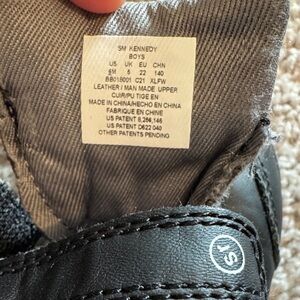 SM KENNEDY
BOYS
US UK EU CHN
6M 5 22 140
BB015001 C21 XLFW
LEATHER / MAN MADE UPPER
CUIR/PU TIGE EN
MADE IN CHINA/HECHO EN CHINA
FABRIQUE EN CHINE
US PATENT 8,266,146
US PATENT D622 040
OTHER PATENTS PENDING